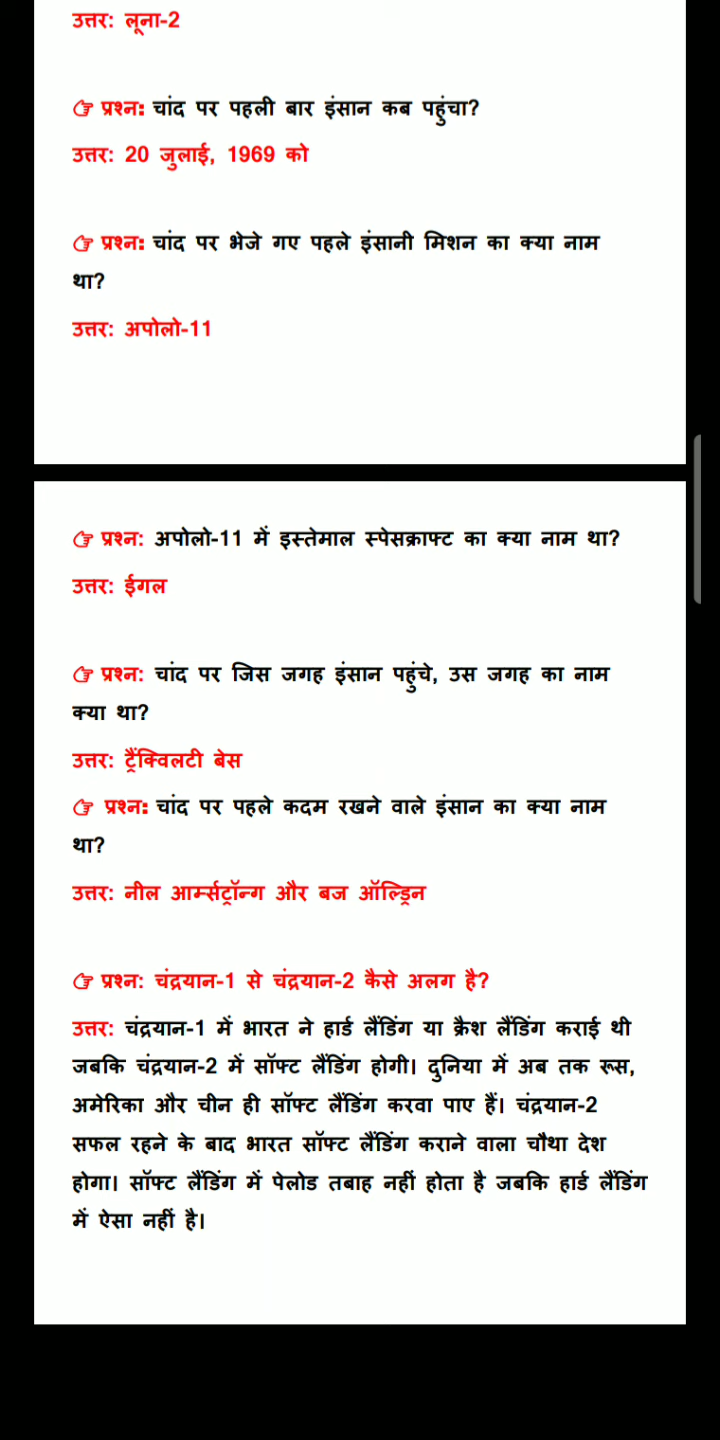 उत्तर: लूना-2
👉 प्रश्न: चांद पर पहली बार इंसान कब पहुंचा?
उत्तर: 20 जुलाई, 1969 को
👉 प्रश्न: चांद पर भेजे गए पहले इंसानी मिशन का क्या नाम
था?
उत्तर: अपोलो-11
👉 प्रश्न: अपोलो-11 में इस्तेमाल स्पेसक्राफ्ट का क्या नाम था?
उत्तर: ईगल
👉 प्रश्न: चांद पर जिस जगह इंसान पहुंचे, उस जगह का नाम
क्या था?
उत्तर: ट्रैंक्विलटी बेस
👉 प्रश्न: चांद पर पहले कदम रखने वाले इंसान का क्या नाम
था?
उत्तर: नील आर्म्सट्रॉन्ग और बज ऑल्ड्रिन
👉 प्रश्न: चंद्रयान-1 से चंद्रयान-2 कैसे अलग है?
उत्तर: चंद्रयान-1 में भारत ने हार्ड लैंडिंग या क्रैश लैंडिंग कराई थी
जबकि चंद्रयान-2 में सॉफ्ट लैंडिंग होगी। दुनिया में अब तक रूस,
अमेरिका और चीन ही सॉफ्ट लैंडिंग करवा पाए हैं। चंद्रयान-2
सफल रहने के बाद भारत सॉफ्ट लैंडिंग कराने वाला चौथा देश
होगा। सॉफ्ट लैंडिंग में पेलोड तबाह नहीं होता है जबकि हार्ड लैंडिंग
में ऐसा नहीं है।